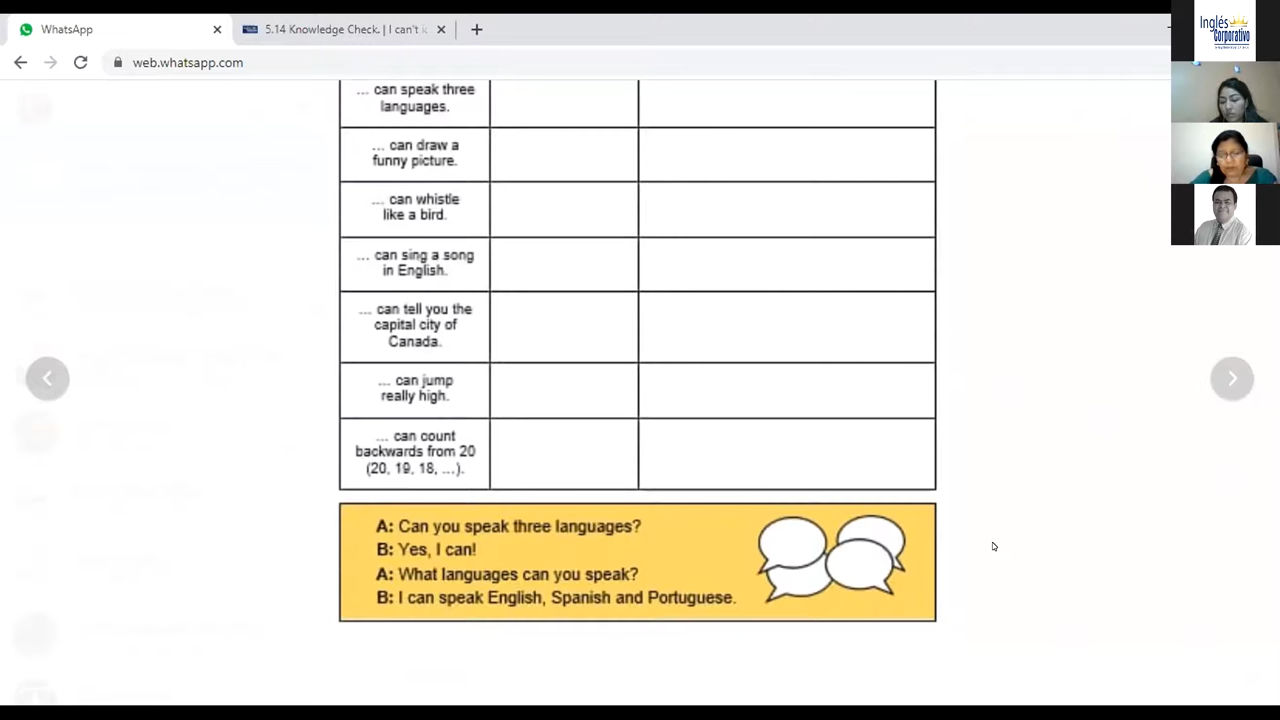 WhatsApp
5.14 Knowledge Check. | I can't i
web.whatsapp.com
Inglés
Corporativo
... can speak three
languages.
... can draw a
funny picture.
... can whistle
like a bird.
... can sing a song
in English.
... can tell you the
capital city of
Canada.
... can jump
really high.
... can count
backwards from 20
(20, 19, 18, ...).
A: Can you speak three languages?
B: Yes, I can!
A: What languages can you speak?
B: I can speak English, Spanish and Portuguese.